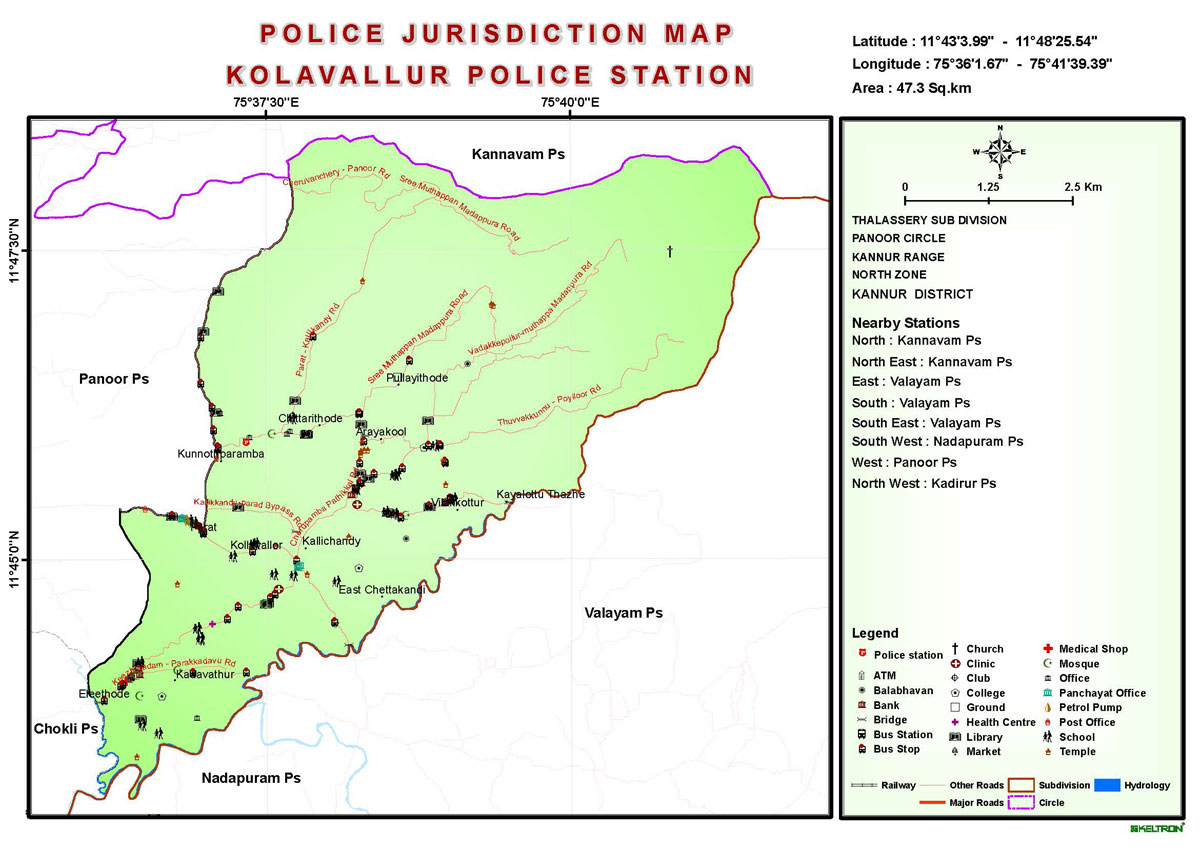 POLICE JURISDICTION MAP
KOLAVALLUR POLICE STATION
Latitude : 11°43'3.99" - 11°48'25.54"
Longitude : 75°36'1.67" - 75°41'39.39"
Area : 47.3 Sq.km
75°37'30"E
75°40'0"E
11°47'30"N
11°45'0"N
Kannavam Ps
Cheruvanchery - Panoor Rd
Sree Muthappan Madappura Road
Parat - Kallikandy Rd
Sree Muthappan Madappura Road
Vadakkepoilur-muthappa Madappura Rd
Panoor Ps
Pullayithode
Thuvvakkunnu - Poyiloor Rd
Chittarithode
Arayakool
Kunnothparamba
Kayalottu Thazhe
Kallikkandy-parad Bypass Rd
Parat
Kolavallor
Kallichandy
East Chettakandi
Valayam Ps
Parakkadavu Rd
Kadavathur
Eleethode
Chokli Ps
Nadapuram Ps
N
W
E
S
0
1.25
2.5 Km
THALASSERY SUB DIVISION
PANOOR CIRCLE
KANNUR RANGE
NORTH ZONE
KANNUR DISTRICT
Nearby Stations
North : Kannavam Ps
North East : Kannavam Ps
East : Valayam Ps
South : Valayam Ps
South East : Valayam Ps
South West : Nadapuram Ps
West : Panoor Ps
North West : Kadirur Ps
Legend
Police station
ATM
Balabhavan
Bank
Bridge
Bus Station
Bus Stop
Church
Clinic
Club
College
Ground
Health Centre
Library
Market
Medical Shop
Mosque
Office
Panchayat Office
Petrol Pump
Post Office
School
Temple
Railway
Other Roads
Subdivision
Hydrology
Major Roads
Circle
KELTRON